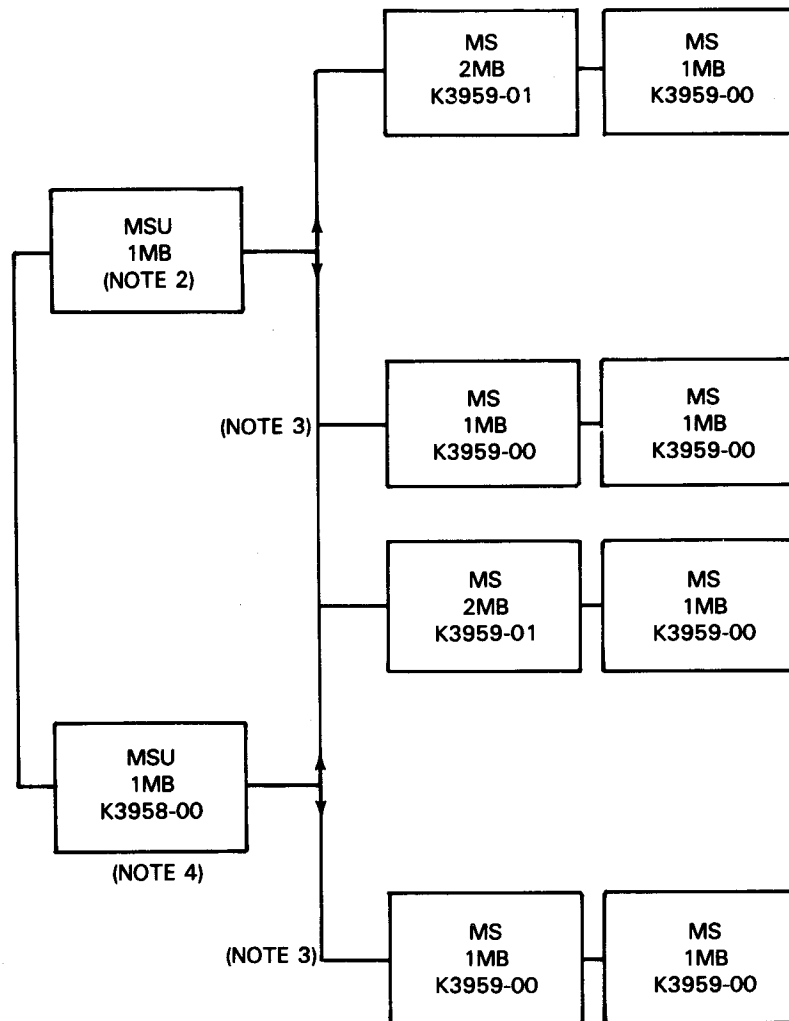 MS
2MB
K3959-01
MS
1MB
K3959-00
MSU
1MB
(NOTE 2)
(NOTE 3)
MS
1MB
K3959-00
MS
1MB
K3959-00
MS
2MB
K3959-01
MS
1MB
K3959-00
MSU
1MB
K3958-00
(NOTE 4)
(NOTE 3)
MS
1MB
K3959-00
MS
1MB
K3959-00